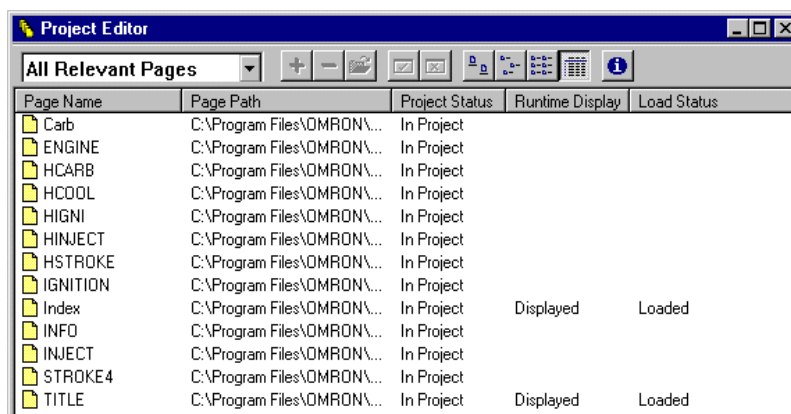 Project Editor
All Relevant Pages
Page Name Page Path Project Status Runtime Display Load Status
Carb C:\Program Files\OMRON\... In Project
ENGINE C:\Program Files\OMRON\... In Project
HCARB C:\Program Files\OMRON\... In Project
HCOOL C:\Program Files\OMRON\... In Project
HIGNI C:\Program Files\OMRON\... In Project
HINJECT C:\Program Files\OMRON\... In Project
HSTROKE C:\Program Files\OMRON\... In Project
IGNITION C:\Program Files\OMRON\... In Project
Index C:\Program Files\OMRON\... In Project Displayed Loaded
INFO C:\Program Files\OMRON\... In Project
INJECT C:\Program Files\OMRON\... In Project
STROKE4 C:\Program Files\OMRON\... In Project
TITLE C:\Program Files\OMRON\... In Project Displayed Loaded